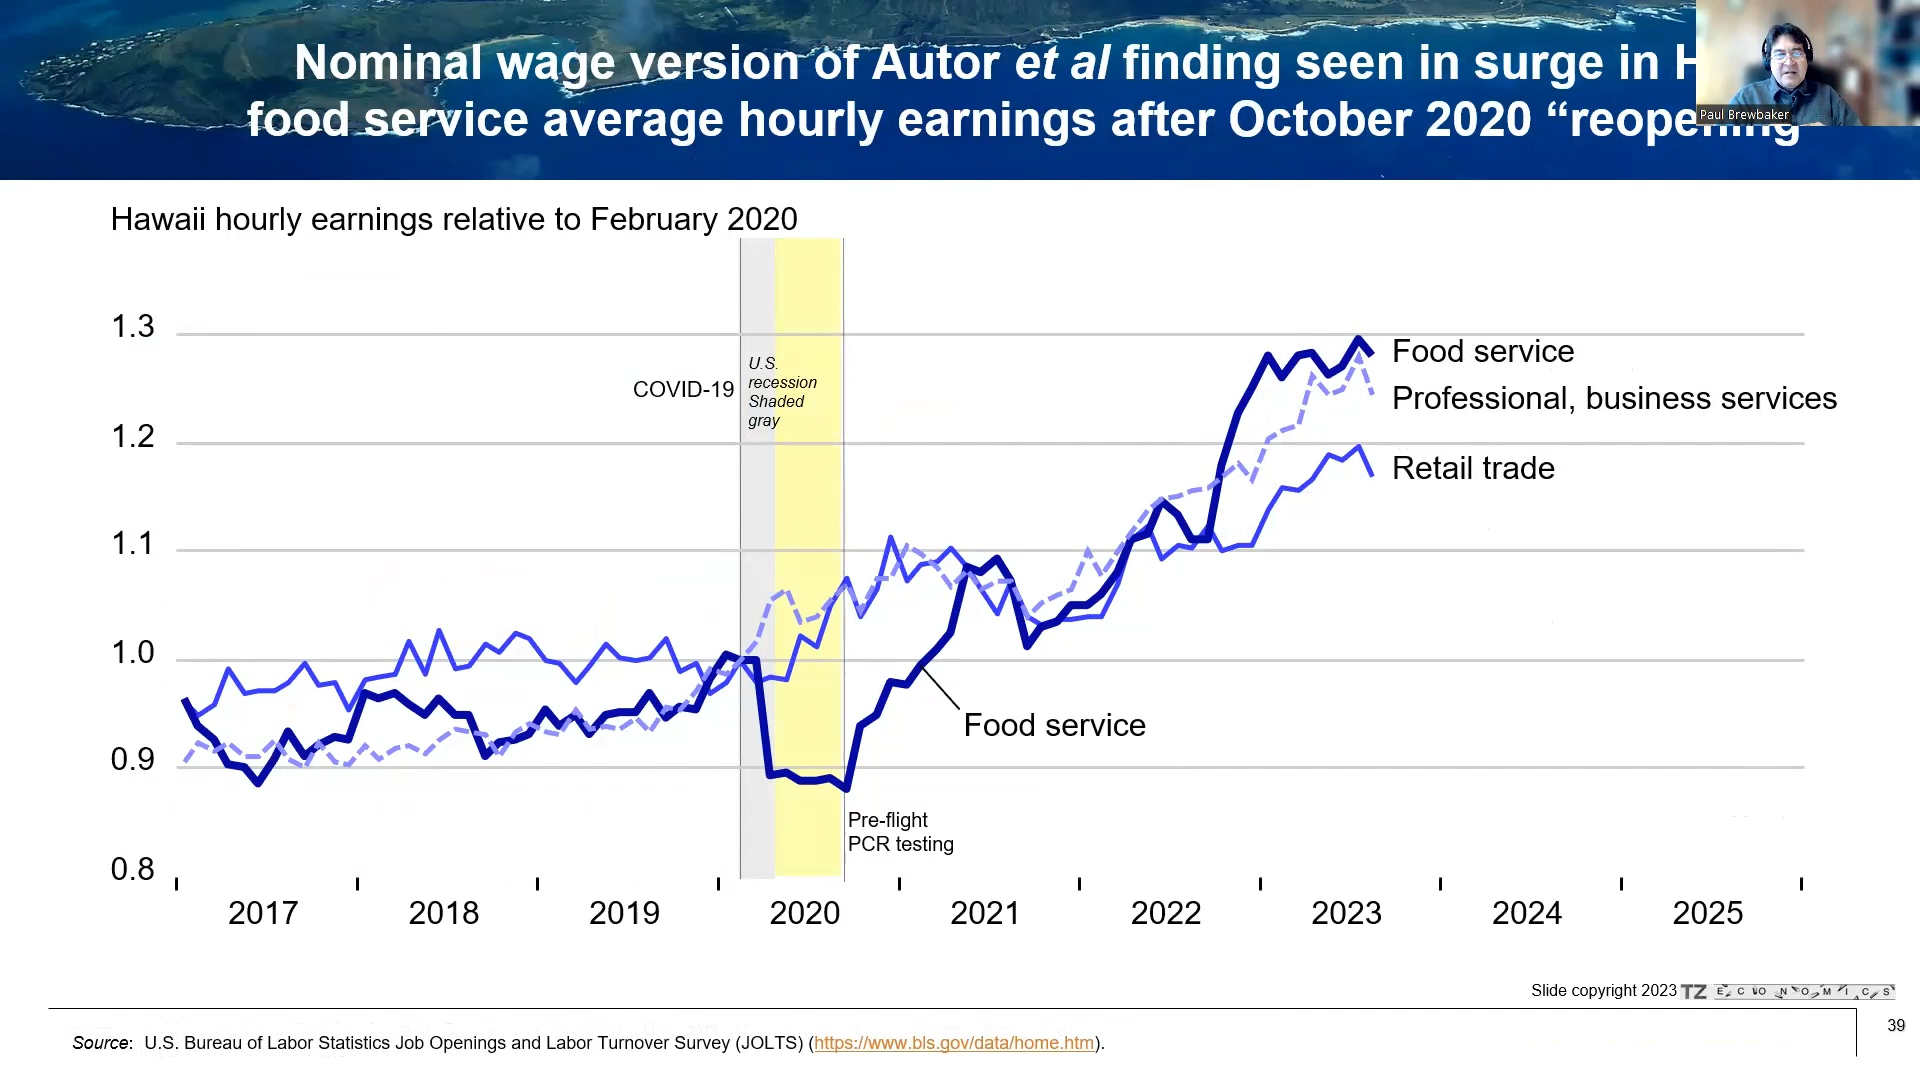 Nominal wage version of Autor et al finding seen in surge in H
food service average hourly earnings after October 2020 “reopening
Paul Brewbaker
Hawaii hourly earnings relative to February 2020
1.3
1.2
1.1
1.0
0.9
0.8
COVID-19
U.S.
recession
Shaded
gray
Food service
Professional, business services
Retail trade
Food service
Pre-flight
PCR testing
2017 2018 2019 2020 2021 2022 2023 2024 2025
Slide copyright 2023 TZ ECONOMICS
39
Source: U.S. Bureau of Labor Statistics Job Openings and Labor Turnover Survey (JOLTS) (https://www.bls.gov/data/home.htm).